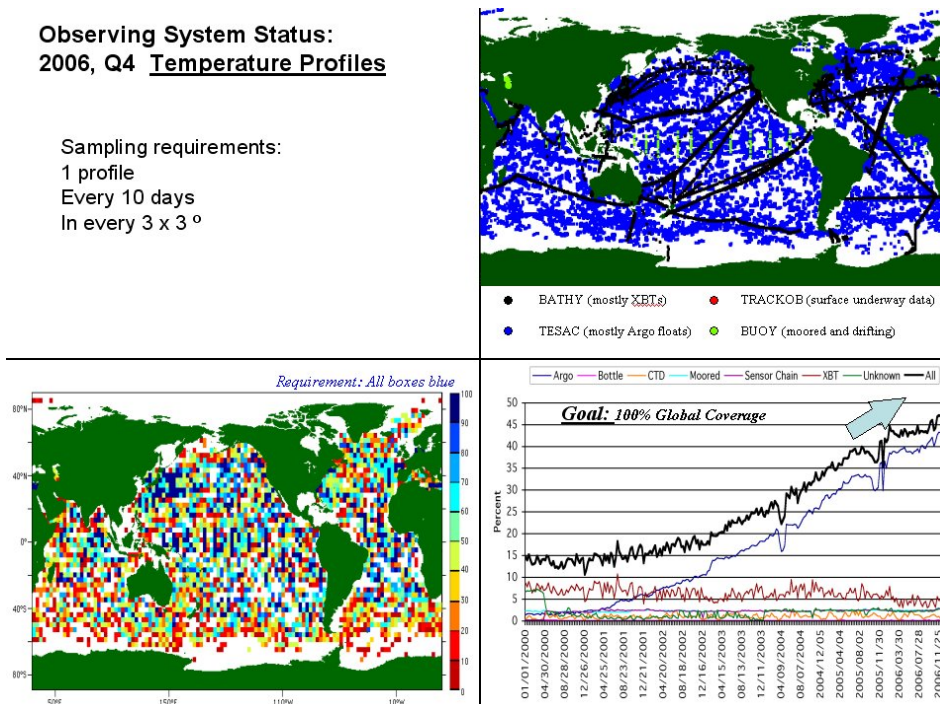 Observing System Status:
2006, Q4 Temperature Profiles
Sampling requirements:
1 profile
Every 10 days
In every 3 x 3 º
BATHY (mostly XBTs)
TRACKOB (surface underway data)
TESAC (mostly Argo floats)
BUOY (moored and drifting)
Requirement: All boxes blue
80°N
40°N
0°
40°S
80°S
50°E
150°E
110°W
10°W
100
90
80
70
60
50
40
30
20
10
0
Argo Bottle CTD Moored Sensor Chain XBT Unknown All
Goal: 100% Global Coverage
Percent
50
45
40
35
30
25
20
15
10
5
0
01/01/2000
04/30/2000
08/28/2000
12/26/2000
04/25/2001
08/23/2001
12/21/2001
04/20/2002
08/18/2002
12/16/2002
04/15/2003
08/13/2003
12/11/2003
04/09/2004
08/07/2004
2004/12/05
2005/04/04
2005/08/02
2005/11/30
2006/03/30
2006/07/28
2006/11/25